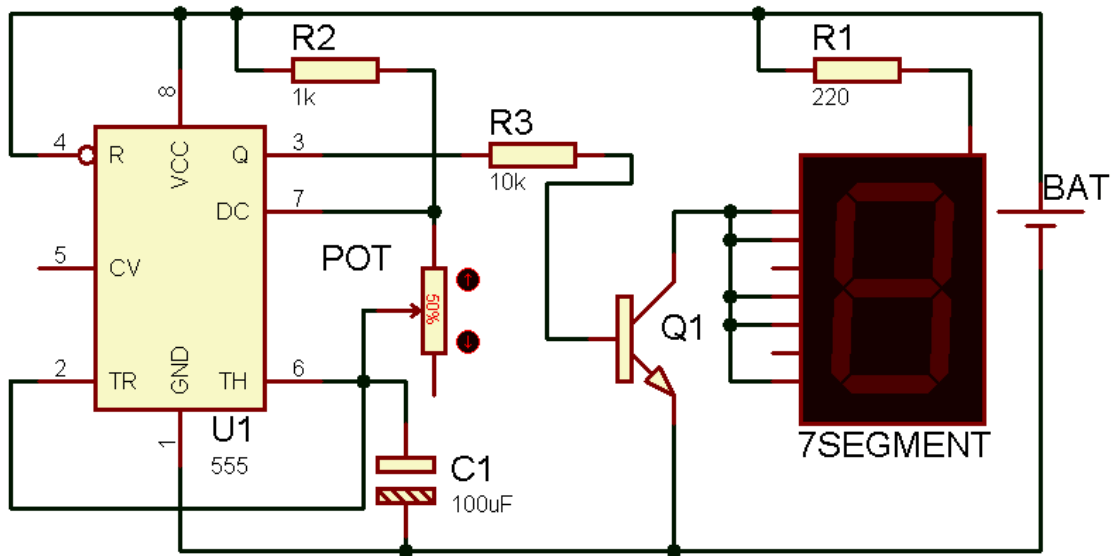 R2
1k
R1
220
8
4
R
VCC
Q
3
R3
10k
DC
7
BAT
5
CV
POT
50%
Q1
2
TR
GND
TH
6
1
U1
555
C1
100uF
7SEGMENT